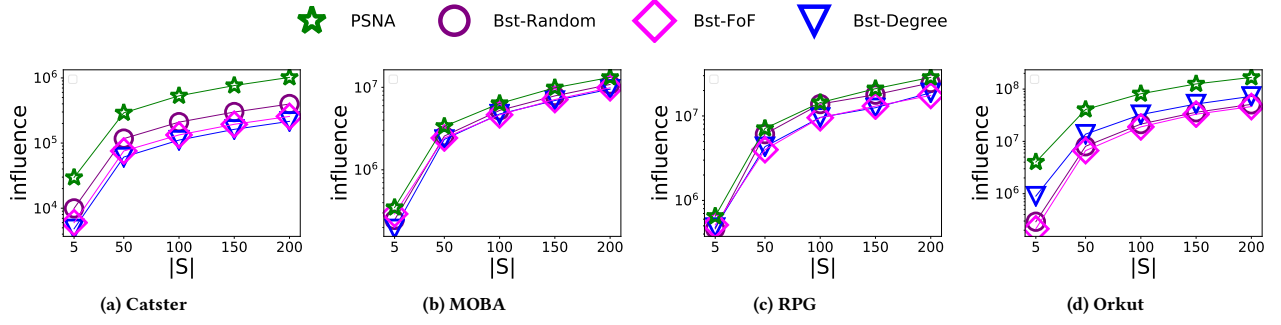 PSNA Bst-Random Bst-FoF Bst-Degree
influence
10^6
10^5
10^4
5 50 100 150 200
|S|
(a) Catster
influence
10^7
10^6
5 50 100 150 200
|S|
(b) MOBA
influence
10^7
10^6
5 50 100 150 200
|S|
(c) RPG
influence
10^8
10^7
10^6
5 50 100 150 200
|S|
(d) Orkut